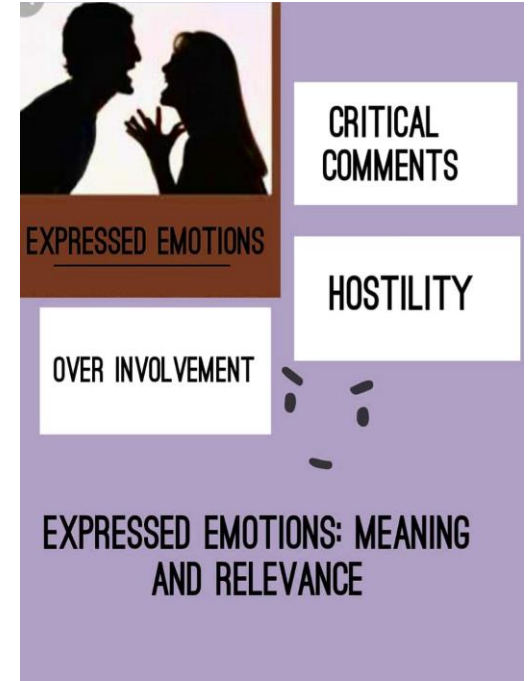 EXPRESSED EMOTIONS
CRITICAL
COMMENTS
HOSTILITY
OVER INVOLVEMENT
EXPRESSED EMOTIONS: MEANING
AND RELEVANCE